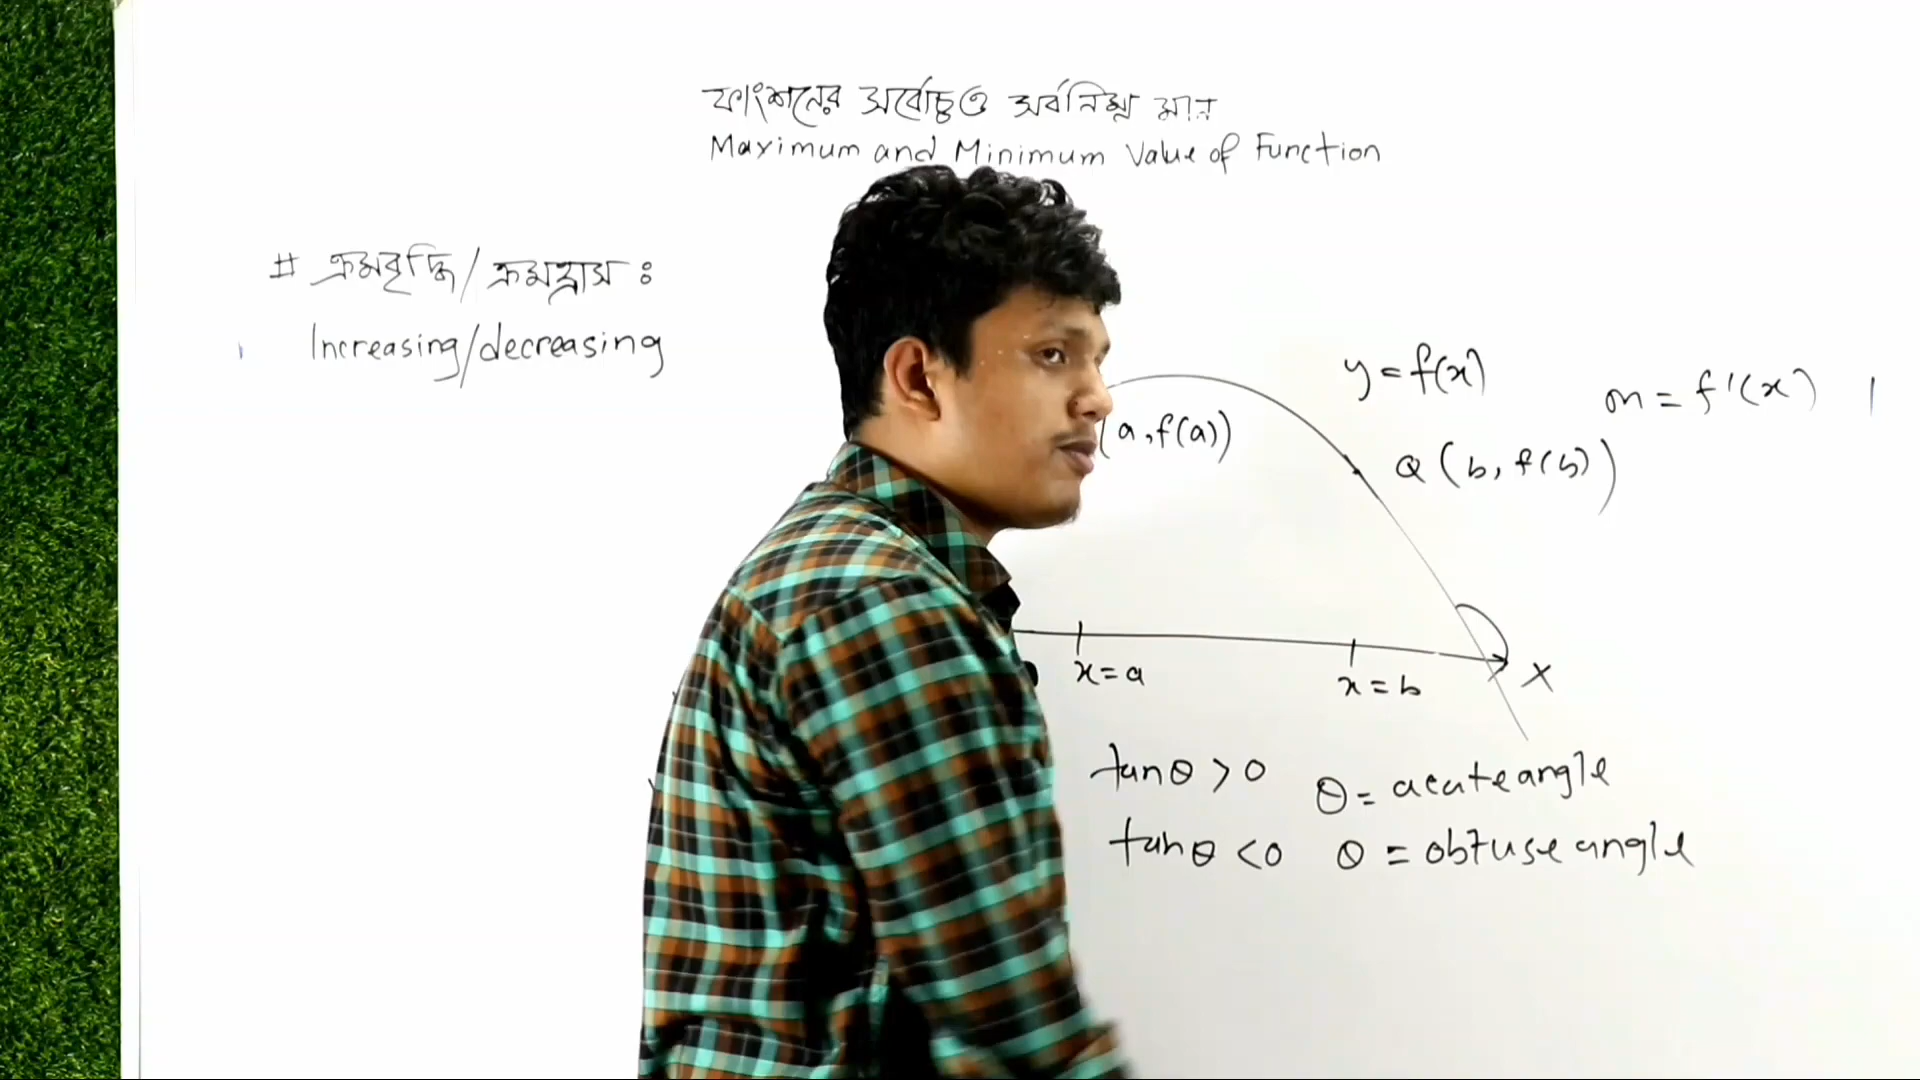 ফাংশনের সর্বোচ্চ ও সর্বনিম্ন মান
Maximum and Minimum Value of Function
# ক্রমবৃদ্ধি/ক্রমহ্রাস ঃ
Increasing/decreasing
y = f(x)
m = f'(x)
(a, f(a))
Q (b, f(b))
x = a
x = b
X
tanθ > 0 θ = acute angle
tanθ < 0 θ = obtuse angle